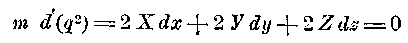 m d'(q²) = 2 X dx + 2 Y dy + 2 Z dz = 0